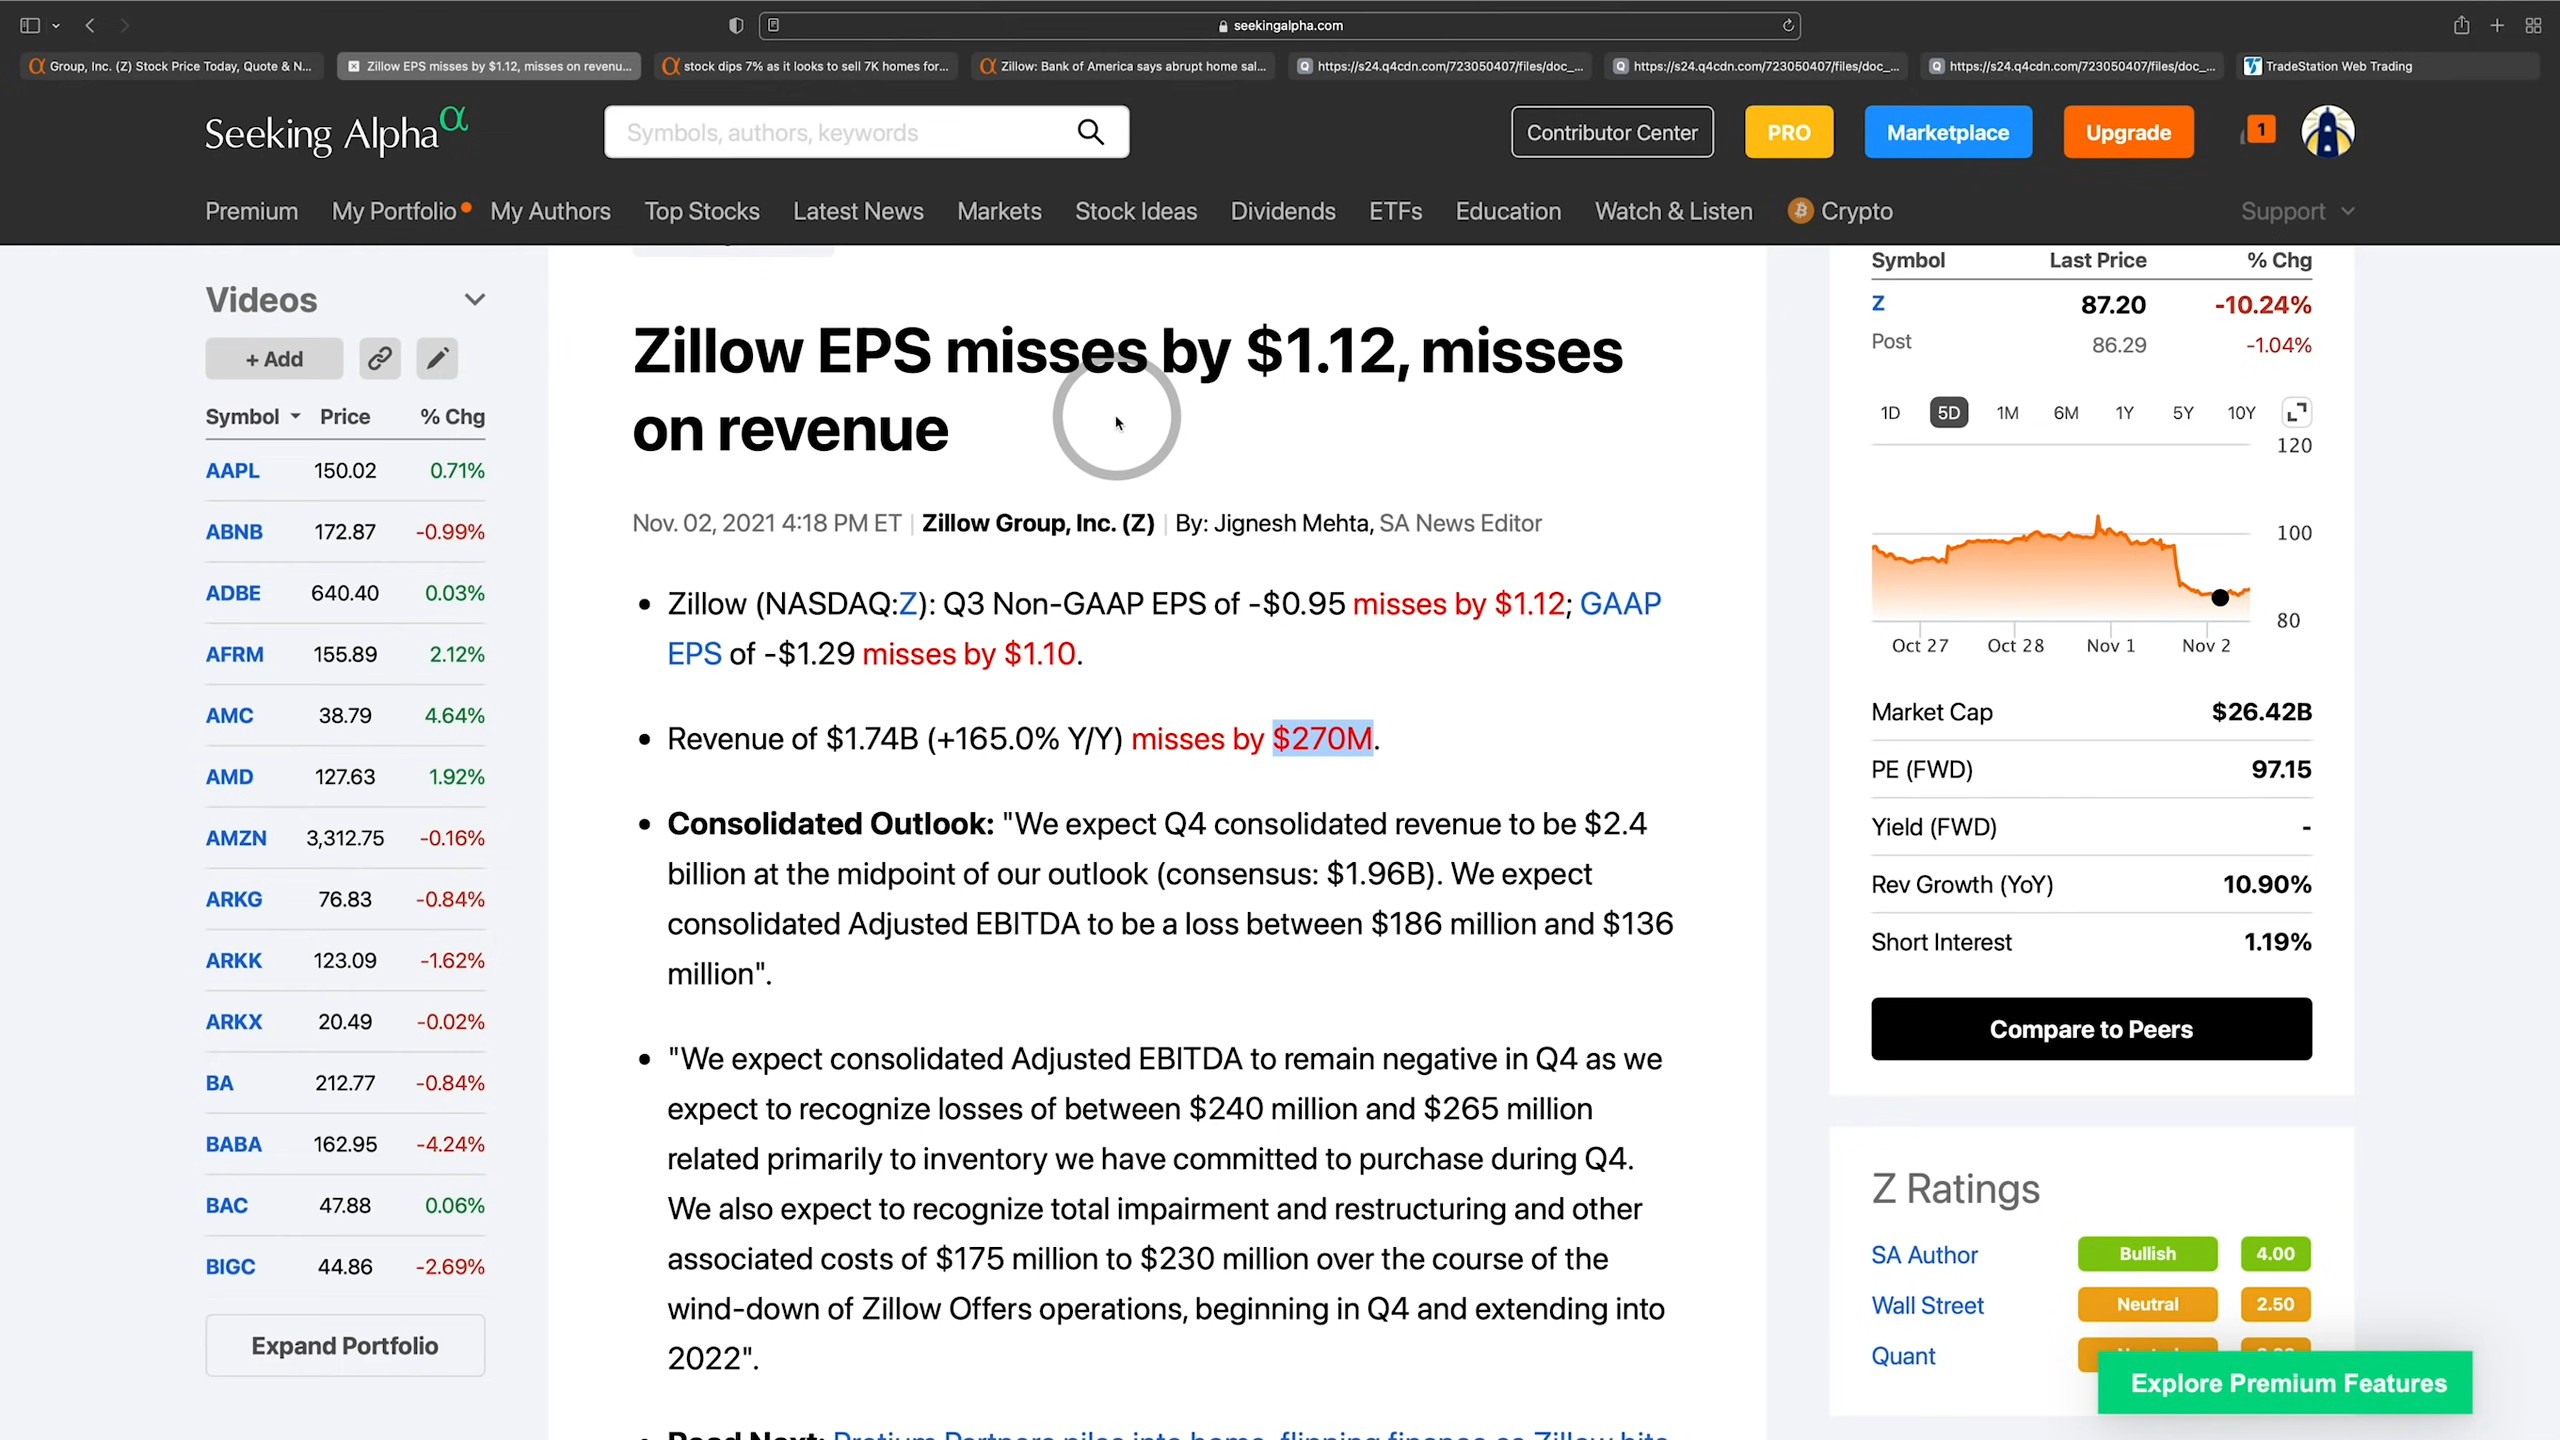 seekingalpha.com
Group, Inc. (Z) Stock Price Today, Quote & N...
Zillow EPS misses by $1.12, misses on revenu...
stock dips 7% as it looks to sell 7K homes for...
Zillow: Bank of America says abrupt home sal...
https://s24.q4cdn.com/723050407/files/doc_...
https://s24.q4cdn.com/723050407/files/doc_...
https://s24.q4cdn.com/723050407/files/doc_...
TradeStation Web Trading
Seeking Alpha α
Symbols, authors, keywords
Contributor Center
PRO
Marketplace
Upgrade
1
Premium My Portfolio My Authors Top Stocks Latest News Markets Stock Ideas Dividends ETFs Education Watch & Listen Crypto Support
Videos
+ Add
Symbol Price % Chg
AAPL 150.02 0.71%
ABNB 172.87 -0.99%
ADBE 640.40 0.03%
AFRM 155.89 2.12%
AMC 38.79 4.64%
AMD 127.63 1.92%
AMZN 3,312.75 -0.16%
ARKG 76.83 -0.84%
ARKK 123.09 -1.62%
ARKX 20.49 -0.02%
BA 212.77 -0.84%
BABA 162.95 -4.24%
BAC 47.88 0.06%
BIGC 44.86 -2.69%
Expand Portfolio
Zillow EPS misses by $1.12, misses
on revenue
Nov. 02, 2021 4:18 PM ET | Zillow Group, Inc. (Z) | By: Jignesh Mehta, SA News Editor
• Zillow (NASDAQ:Z): Q3 Non-GAAP EPS of -$0.95 misses by $1.12; GAAP
EPS of -$1.29 misses by $1.10.
• Revenue of $1.74B (+165.0% Y/Y) misses by $270M.
• Consolidated Outlook: "We expect Q4 consolidated revenue to be $2.4
billion at the midpoint of our outlook (consensus: $1.96B). We expect
consolidated Adjusted EBITDA to be a loss between $186 million and $136
million".
• "We expect consolidated Adjusted EBITDA to remain negative in Q4 as we
expect to recognize losses of between $240 million and $265 million
related primarily to inventory we have committed to purchase during Q4.
We also expect to recognize total impairment and restructuring and other
associated costs of $175 million to $230 million over the course of the
wind-down of Zillow Offers operations, beginning in Q4 and extending into
2022".
• Read Next: Pretium Partners piles into home-flipping finance as Zillow hits
Symbol Last Price % Chg
Z 87.20 -10.24%
Post 86.29 -1.04%
1D 5D 1M 6M 1Y 5Y 10Y
120
100
80
Oct 27 Oct 28 Nov 1 Nov 2
Market Cap $26.42B
PE (FWD) 97.15
Yield (FWD) -
Rev Growth (YoY) 10.90%
Short Interest 1.19%
Compare to Peers
Z Ratings
SA Author Bullish 4.00
Wall Street Neutral 2.50
Quant
Explore Premium Features